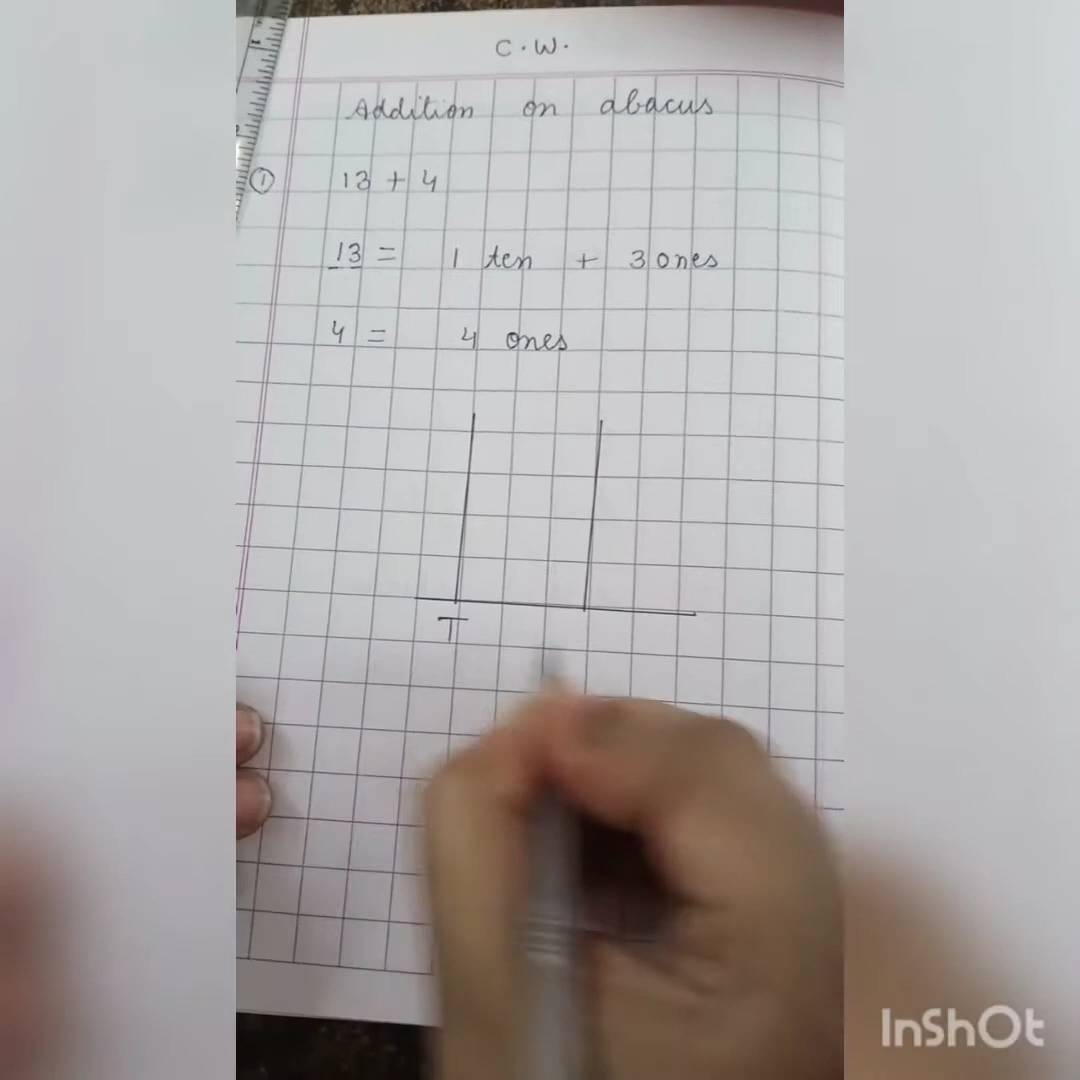 C.W.
Addition on abacus
① 13 + 4
13 = 1 ten + 3 ones
4 = 4 ones
T
InShOt